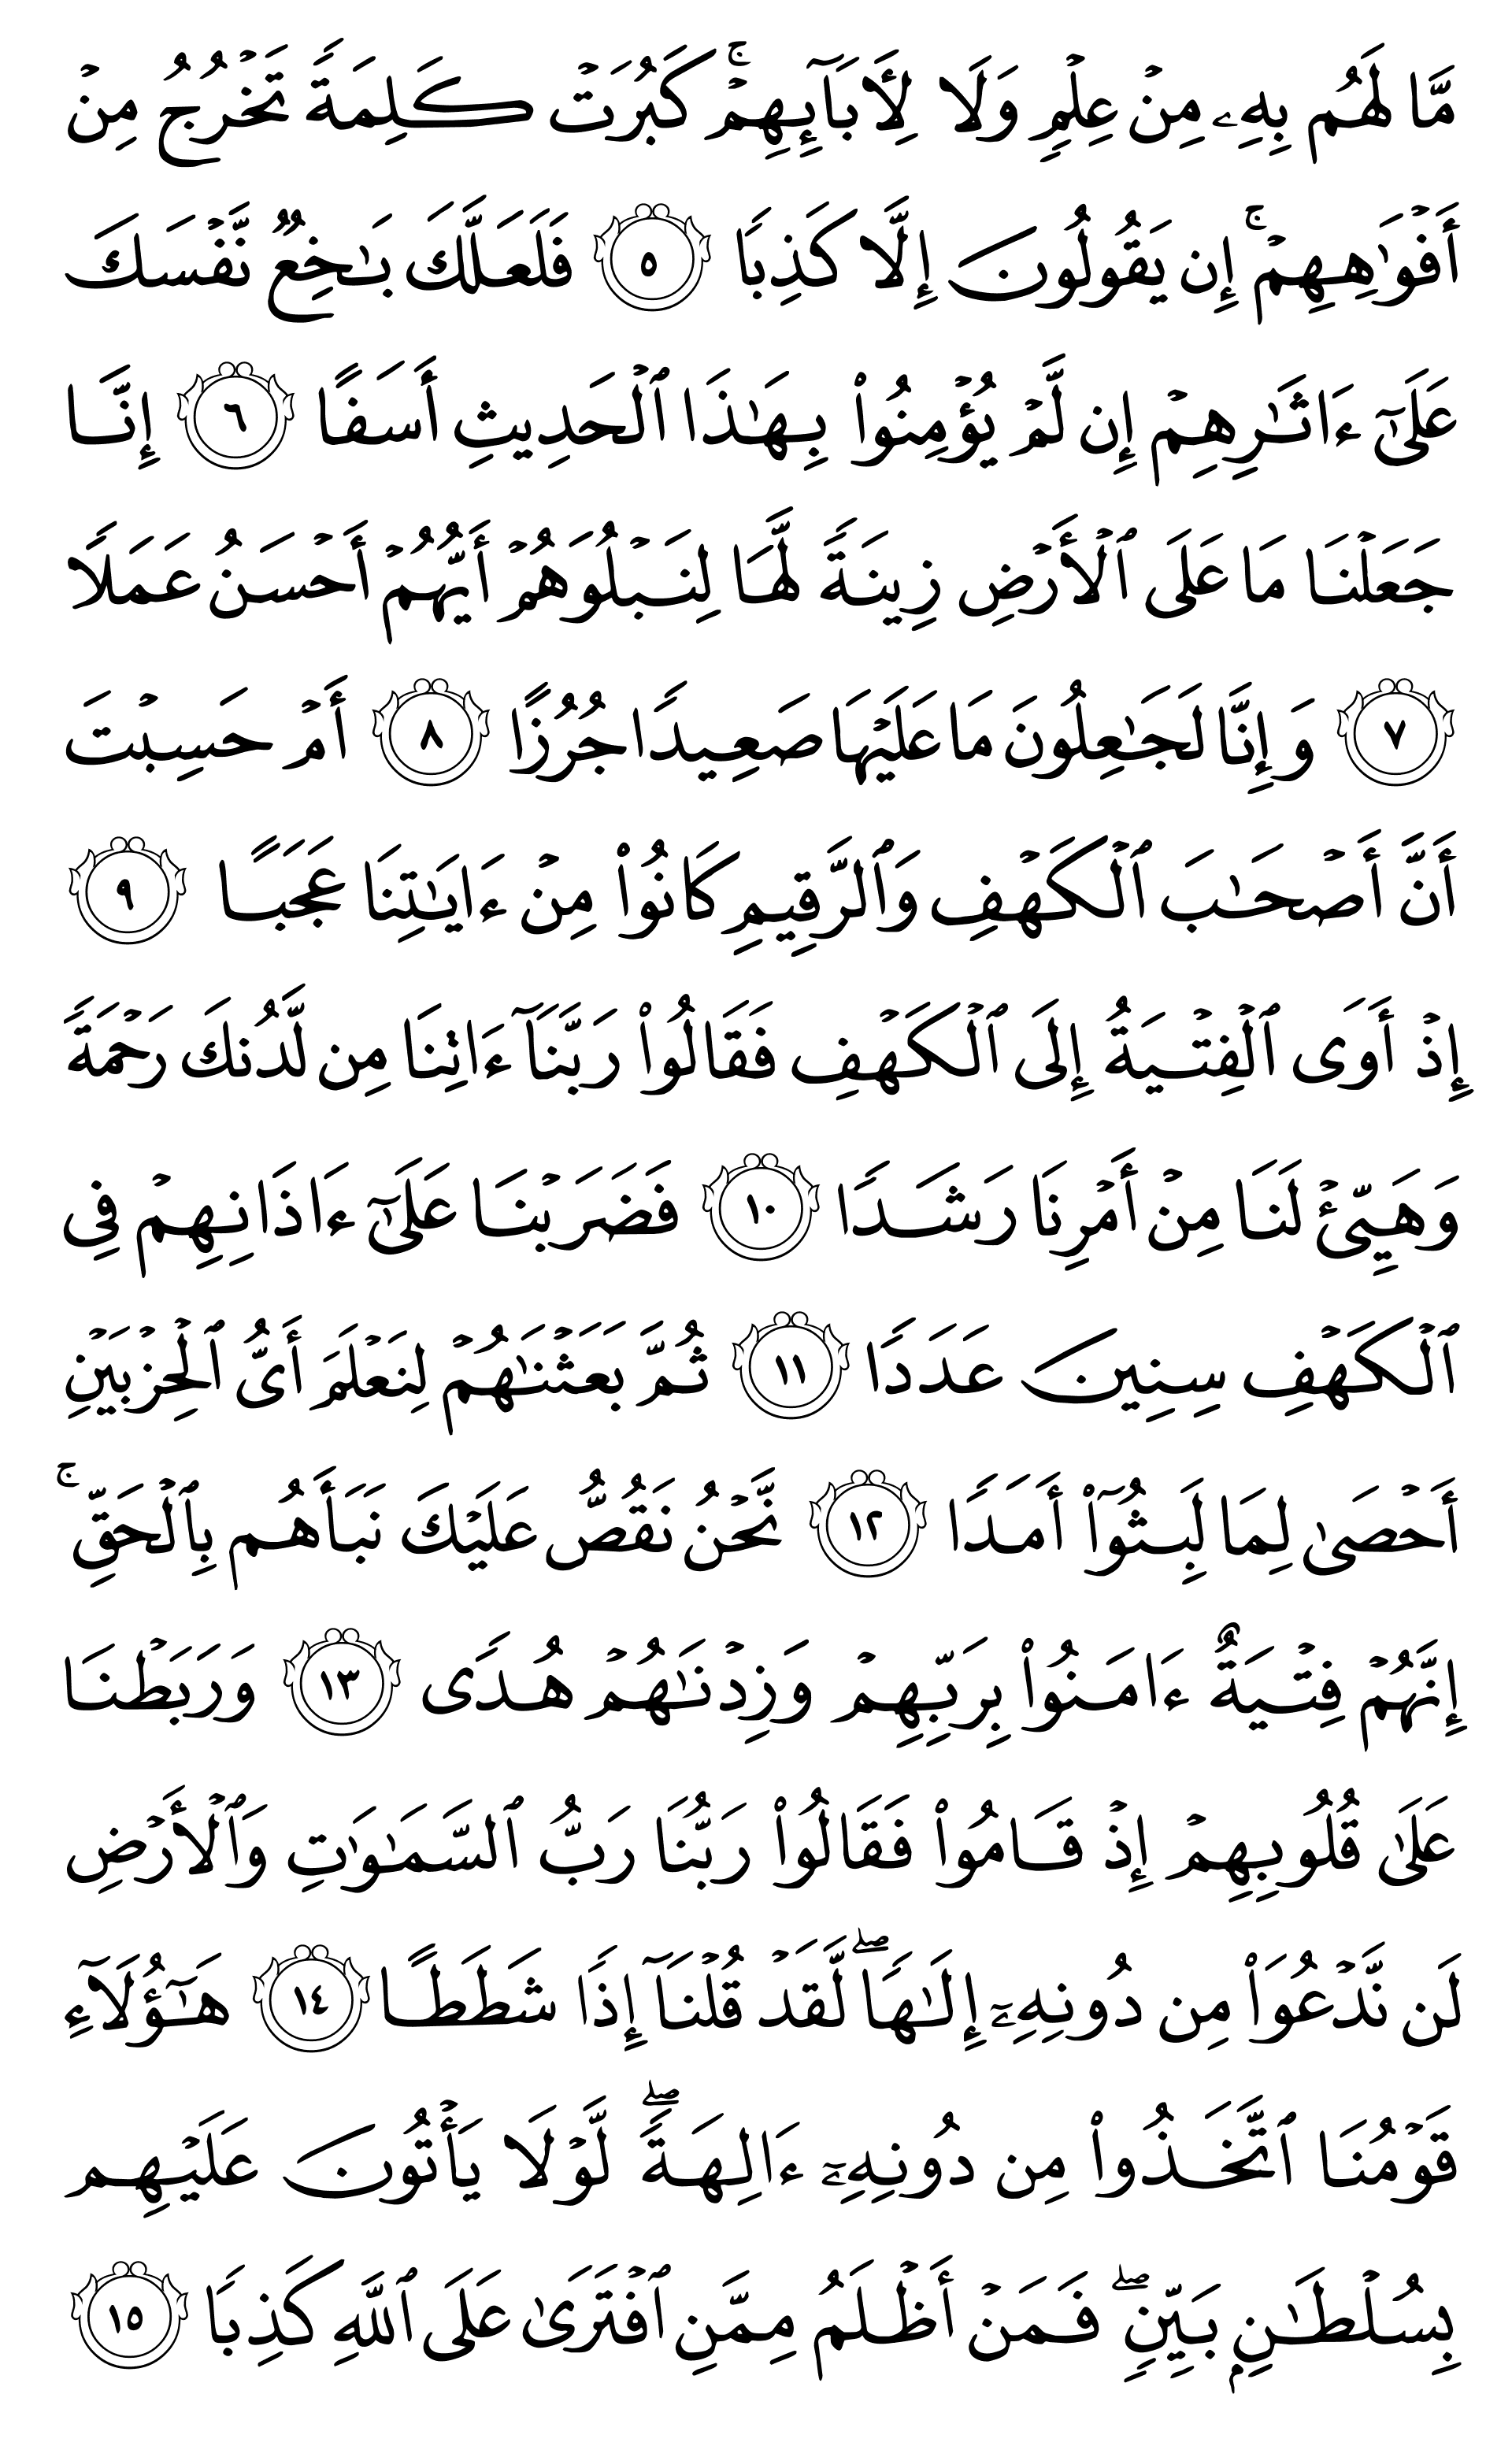 مَّا لَهُم بِهِۦ مِنْ عِلْمٍ وَلَا لِأَبَآئِهِمْ ۚ كَبُرَتْ كَلِمَةً تَخْرُجُ مِنْ
أَفْوَٰهِهِمْ ۚ إِن يَقُولُونَ إِلَّا كَذِبًا ٥ فَلَعَلَّكَ بَـٰخِعٌ نَّفْسَكَ
عَلَىٰٓ ءَاثَـٰرِهِمْ إِن لَّمْ يُؤْمِنُوا۟ بِهَـٰذَا ٱلْحَدِيثِ أَسَفًا ٦ إِنَّا
جَعَلْنَا مَا عَلَى ٱلْأَرْضِ زِينَةً لَّهَا لِنَبْلُوَهُمْ أَيُّهُمْ أَحْسَنُ عَمَلًا
٧ وَإِنَّا لَجَـٰعِلُونَ مَا عَلَيْهَا صَعِيدًا جُرُزًا ٨ أَمْ حَسِبْتَ
أَنَّ أَصْحَـٰبَ ٱلْكَهْفِ وَٱلرَّقِيمِ كَانُوا۟ مِنْ ءَايَـٰتِنَا عَجَبًا ٩
إِذْ أَوَى ٱلْفِتْيَةُ إِلَى ٱلْكَهْفِ فَقَالُوا۟ رَبَّنَآ ءَاتِنَا مِن لَّدُنكَ رَحْمَةً
وَهَيِّئْ لَنَا مِنْ أَمْرِنَا رَشَدًا ١٠ فَضَرَبْنَا عَلَىٰٓ ءَاذَانِهِمْ فِى
ٱلْكَهْفِ سِنِينَ عَدَدًا ١١ ثُمَّ بَعَثْنَـٰهُمْ لِنَعْلَمَ أَىُّ ٱلْحِزْبَيْنِ
أَحْصَىٰ لِمَا لَبِثُوٓا۟ أَمَدًا ١٢ نَّحْنُ نَقُصُّ عَلَيْكَ نَبَأَهُم بِٱلْحَقِّ ۚ
إِنَّهُمْ فِتْيَةٌ ءَامَنُوا۟ بِرَبِّهِمْ وَزِدْنَـٰهُمْ هُدًى ١٣ وَرَبَطْنَا
عَلَىٰ قُلُوبِهِمْ إِذْ قَامُوا۟ فَقَالُوا۟ رَبُّنَا رَبُّ ٱلسَّمَـٰوَٰتِ وَٱلْأَرْضِ
لَن نَّدْعُوَا۟ مِن دُونِهِۦٓ إِلَـٰهًا ۖ لَّقَدْ قُلْنَآ إِذًا شَطَطًا ١٤ هَـٰٓؤُلَآءِ
قَوْمُنَا ٱتَّخَذُوا۟ مِن دُونِهِۦٓ ءَالِهَةً ۖ لَّوْلَا يَأْتُونَ عَلَيْهِم
بِسُلْطَـٰنٍۭ بَيِّنٍ ۖ فَمَنْ أَظْلَمُ مِمَّنِ ٱفْتَرَىٰ عَلَى ٱللَّهِ كَذِبًا ١٥